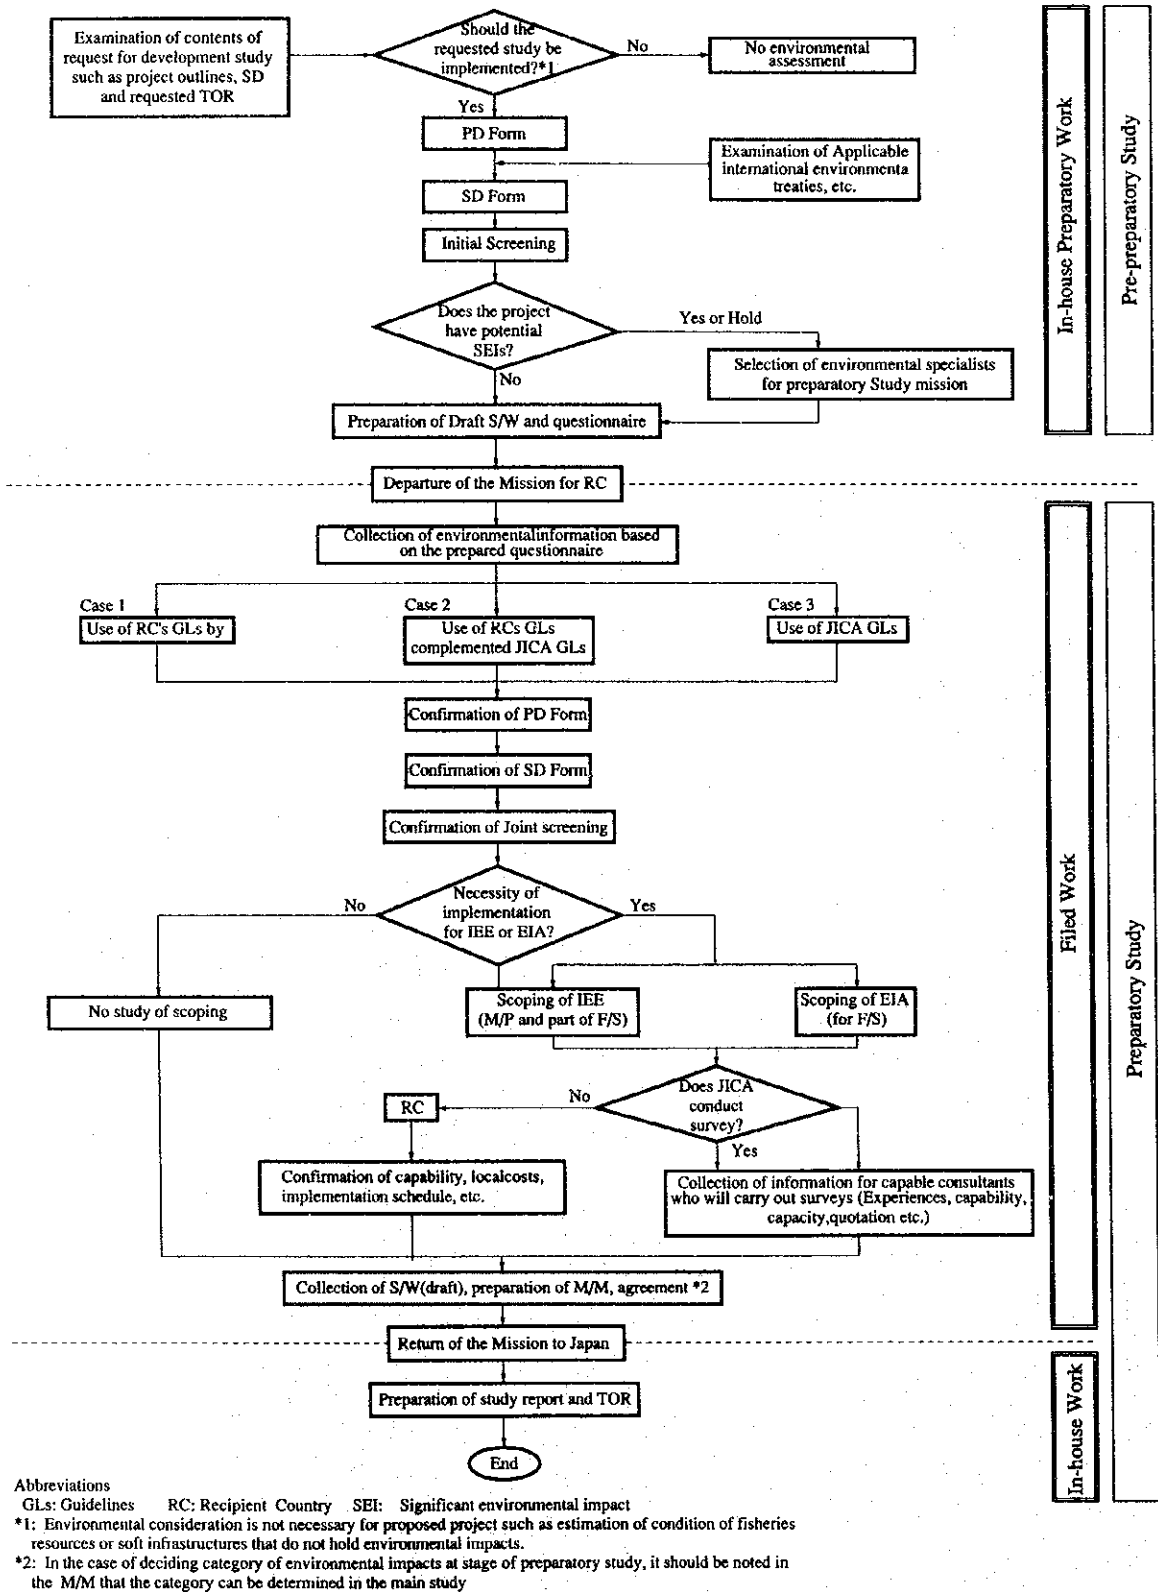 Examination of contents of
request for development study
such as project outlines, SD
and requested TOR
Should the
requested study be
implemented?*1
No
No environmental
assessment
Yes
PD Form
Examination of Applicable
international environmenta
treaties, etc.
SD Form
Initial Screening
Does the project
have potential
SEIs?
Yes or Hold
Selection of environmental specialists
for preparatory Study mission
No
Preparation of Draft S/W and questionnaire
In-house Preparatory Work
Pre-preparatory Study
Departure of the Mission for RC
Collection of environmentalinformation based
on the prepared questionnaire
Case 1
Use of RC's GLs by
Case 2
Use of RCs GLs
complemented JICA GLs
Case 3
Use of JICA GLs
Confirmation of PD Form
Confirmation of SD Form
Confirmation of Joint screening
Necessity of
implementation
for IEE or EIA?
No
Yes
No study of scoping
Scoping of IEE
(M/P and part of F/S)
Scoping of EIA
(for F/S)
Does JICA
conduct
survey?
No
RC
Yes
Confirmation of capability, localcosts,
implementation schedule, etc.
Collection of information for capable consultants
who will carry out surveys (Experiences, capability,
capacity,quotation etc.)
Collection of S/W(draft), preparation of M/M, agreement *2
Filed Work
Preparatory Study
Return of the Mission to Japan
Preparation of study report and TOR
End
In-house Work
Abbreviations
GLs: Guidelines RC: Recipient Country SEI: Significant environmental impact
*1: Environmental consideration is not necessary for proposed project such as estimation of condition of fisheries
resources or soft infrastructures that do not hold environmental impacts.
*2: In the case of deciding category of environmental impacts at stage of preparatory study, it should be noted in
the M/M that the category can be determined in the main study